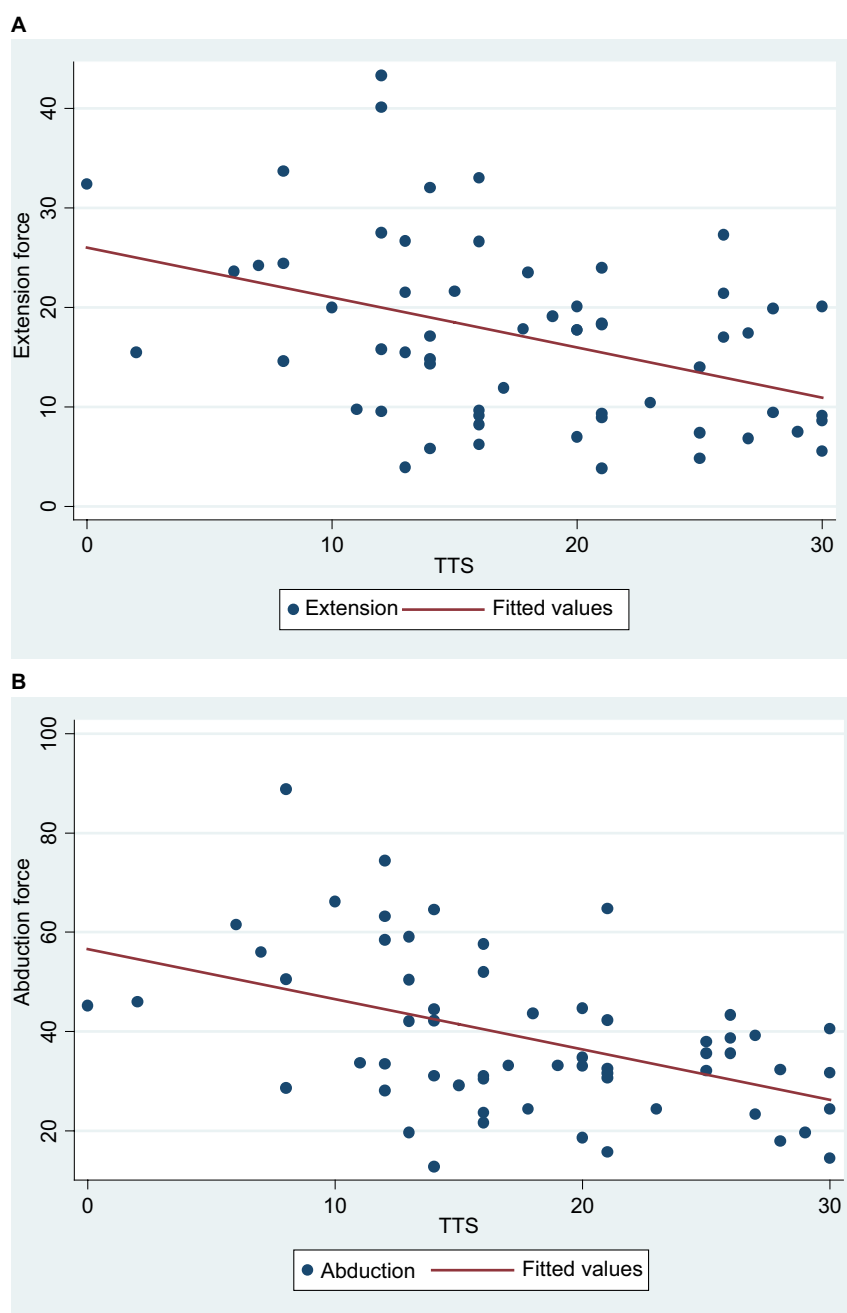 A
40
30
20
10
0
Extension force
0 10 20 30
TTS
Extension Fitted values
B
100
80
60
40
20
Abduction force
0 10 20 30
TTS
Abduction Fitted values